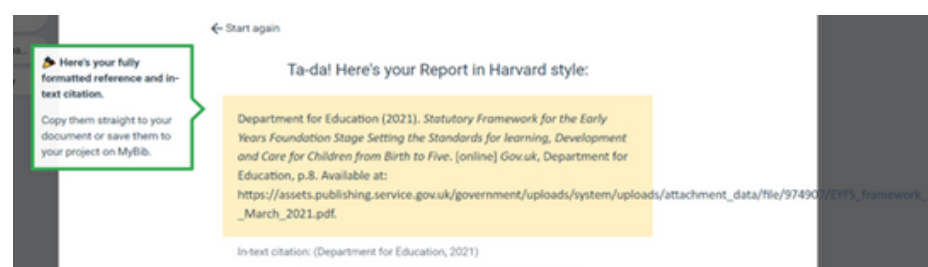 ← Start again
🎉 Here's your fully
formatted reference and in-
text citation.
Copy them straight to your
document or save them to
your project on MyBib.
Ta-da! Here's your Report in Harvard style:
Department for Education (2021). Statutory Framework for the Early
Years Foundation Stage Setting the Standards for learning, Development
and Care for Children from Birth to Five. [online] Gov.uk, Department for
Education, p.8. Available at:
https://assets.publishing.service.gov.uk/government/uploads/system/uploads/attachment_data/file/974907/EYFS_framework_-
_March_2021.pdf.
In-text citation: (Department for Education, 2021)